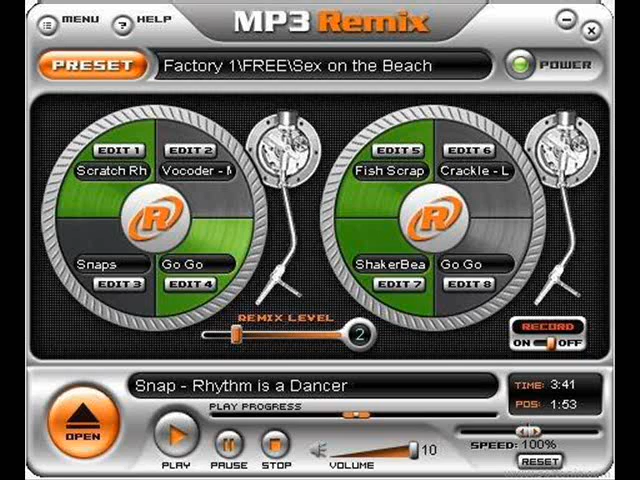 MENU
HELP
MP3 Remix
PRESET
Factory 1\FREE\Sex on the Beach
POWER
EDIT 1
EDIT 2
EDIT 5
EDIT 6
Scratch Rh
Vocoder - M
Fish Scrap
Crackle - L
R
R
Snaps
Go Go
ShakerBea
Go Go
EDIT 3
EDIT 4
EDIT 7
EDIT 8
REMIX LEVEL
2
RECORD
ON
OFF
Snap - Rhythm is a Dancer
TIME: 3:41
POS: 1:53
PLAY PROGRESS
OPEN
PLAY
PAUSE
STOP
VOLUME
10
SPEED: 100%
RESET